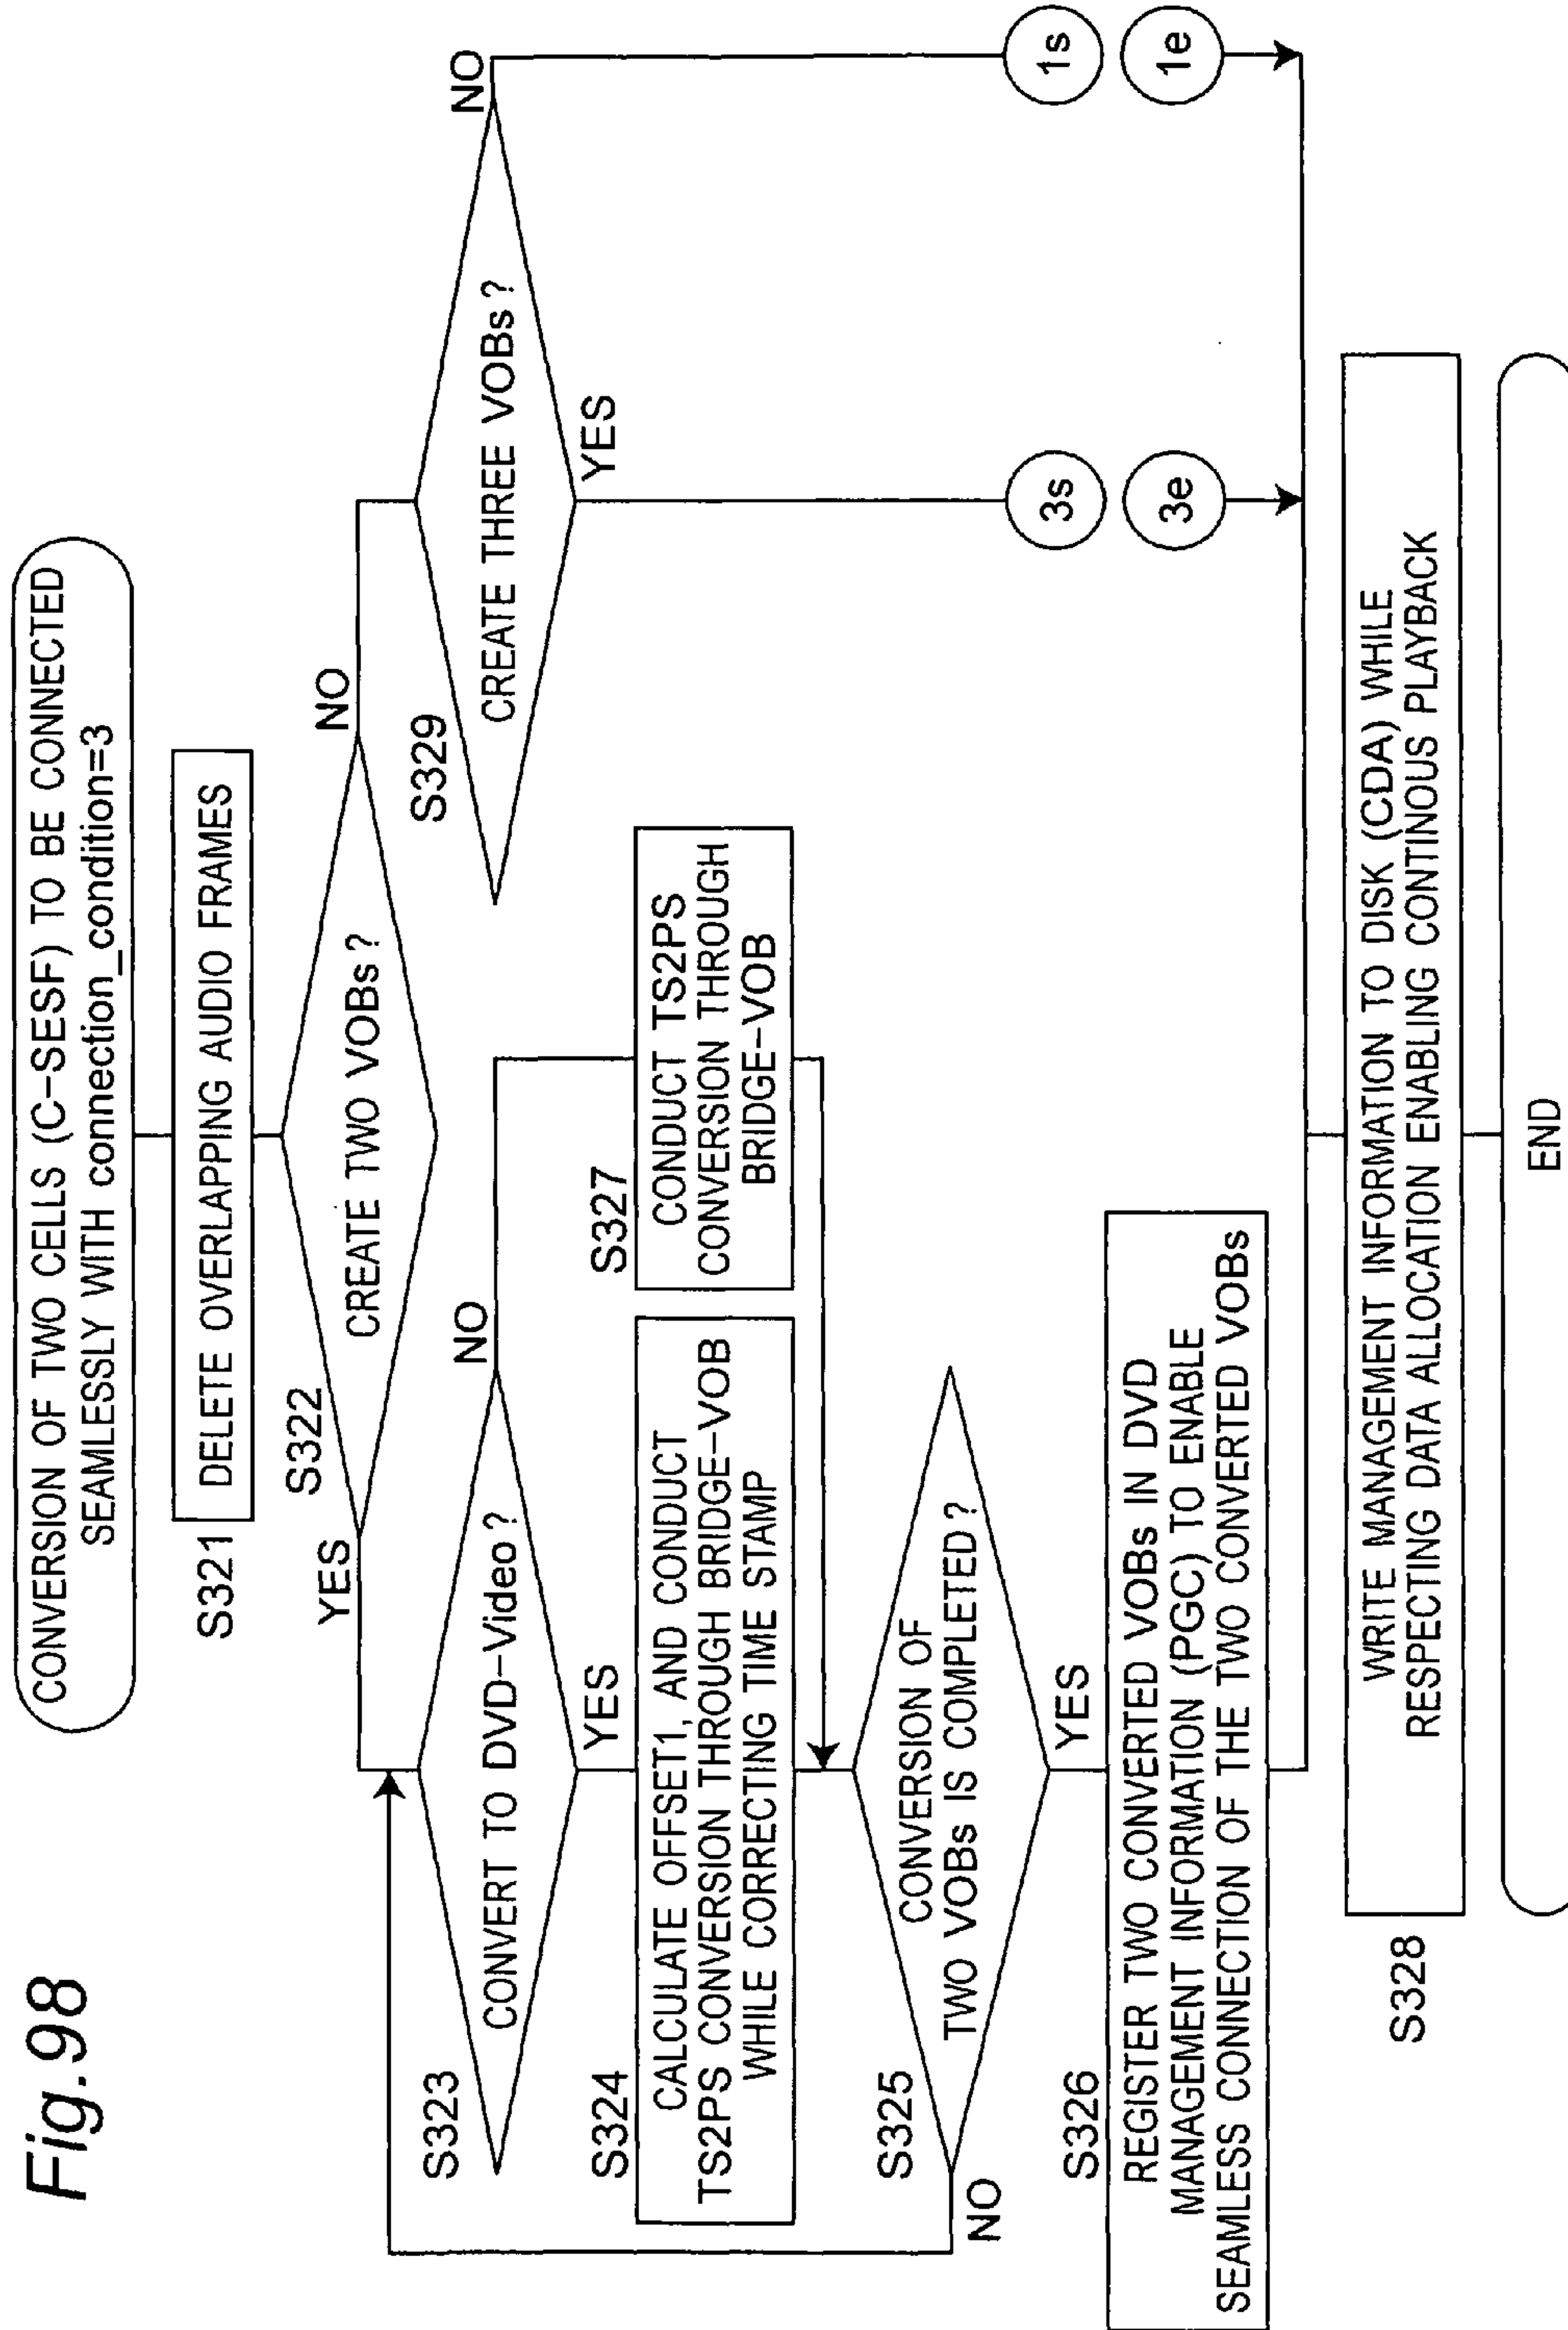 Fig.98
CONVERSION OF TWO CELLS (C-SESF) TO BE CONNECTED
SEAMLESSLY WITH connection_condition=3
S321
DELETE OVERLAPPING AUDIO FRAMES
S322
CREATE TWO VOBs?
YES
NO
S323
CONVERT TO DVD-Video?
NO
YES
S324
CALCULATE OFFSET1, AND CONDUCT
TS2PS CONVERSION THROUGH BRIDGE-VOB
WHILE CORRECTING TIME STAMP
S327
CONDUCT TS2PS
CONVERSION THROUGH
BRIDGE-VOB
S325
CONVERSION OF
TWO VOBs IS COMPLETED?
NO
YES
S326
REGISTER TWO CONVERTED VOBs IN DVD
MANAGEMENT INFORMATION (PGC) TO ENABLE
SEAMLESS CONNECTION OF THE TWO CONVERTED VOBs
S329
CREATE THREE VOBs?
NO
YES
3s
3e
1s
1e
S328
WRITE MANAGEMENT INFORMATION TO DISK (CDA) WHILE
RESPECTING DATA ALLOCATION ENABLING CONTINOUS PLAYBACK
END